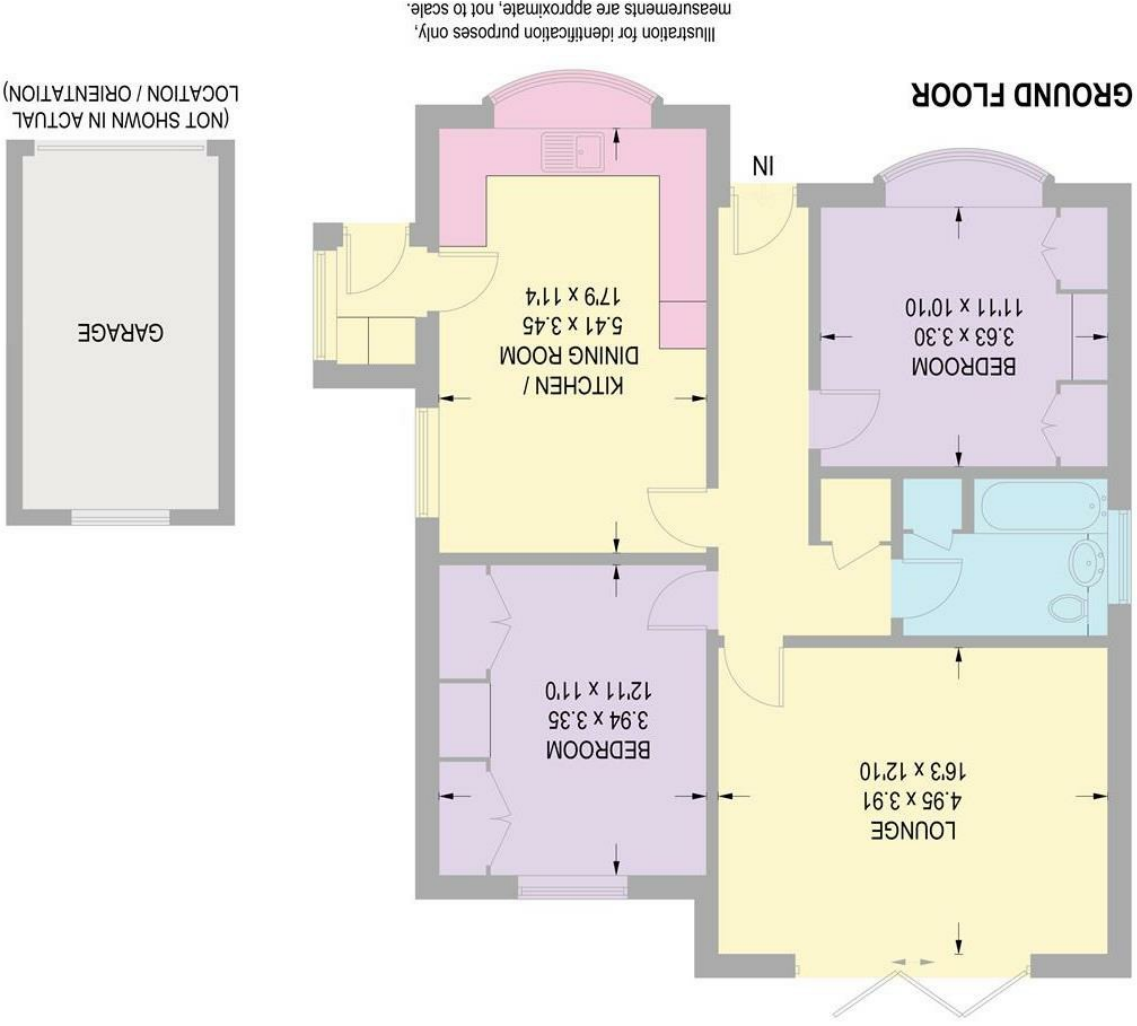 LOUNGE
4.95 x 3.91
16'3 x 12'10
BEDROOM
3.94 x 3.35
12'11 x 11'0
BEDROOM
3.63 x 3.30
11'11 x 10'10
KITCHEN /
DINING ROOM
5.41 x 3.45
17'9 x 11'4
GARAGE
IN
(NOT SHOWN IN ACTUAL
LOCATION / ORIENTATION)
GROUND FLOOR
Illustration for identification purposes only,
measurements are approximate, not to scale.